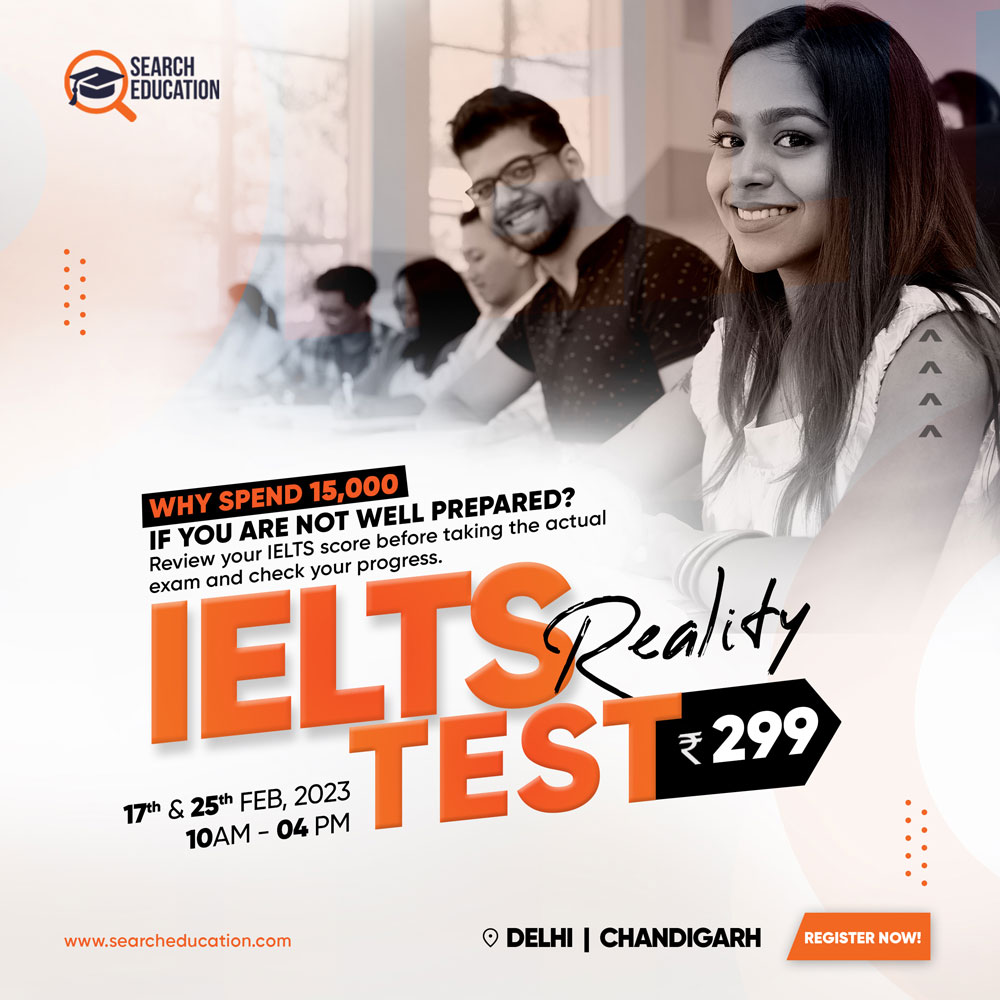 SEARCH
EDUCATION
WHY SPEND 15,000
IF YOU ARE NOT WELL PREPARED?
Review your IELTS score before taking the actual
exam and check your progress.
IELTS Reality
TEST ₹ 299
17th & 25th FEB, 2023
10AM - 04 PM
www.searcheducation.com
DELHI | CHANDIGARH
REGISTER NOW!